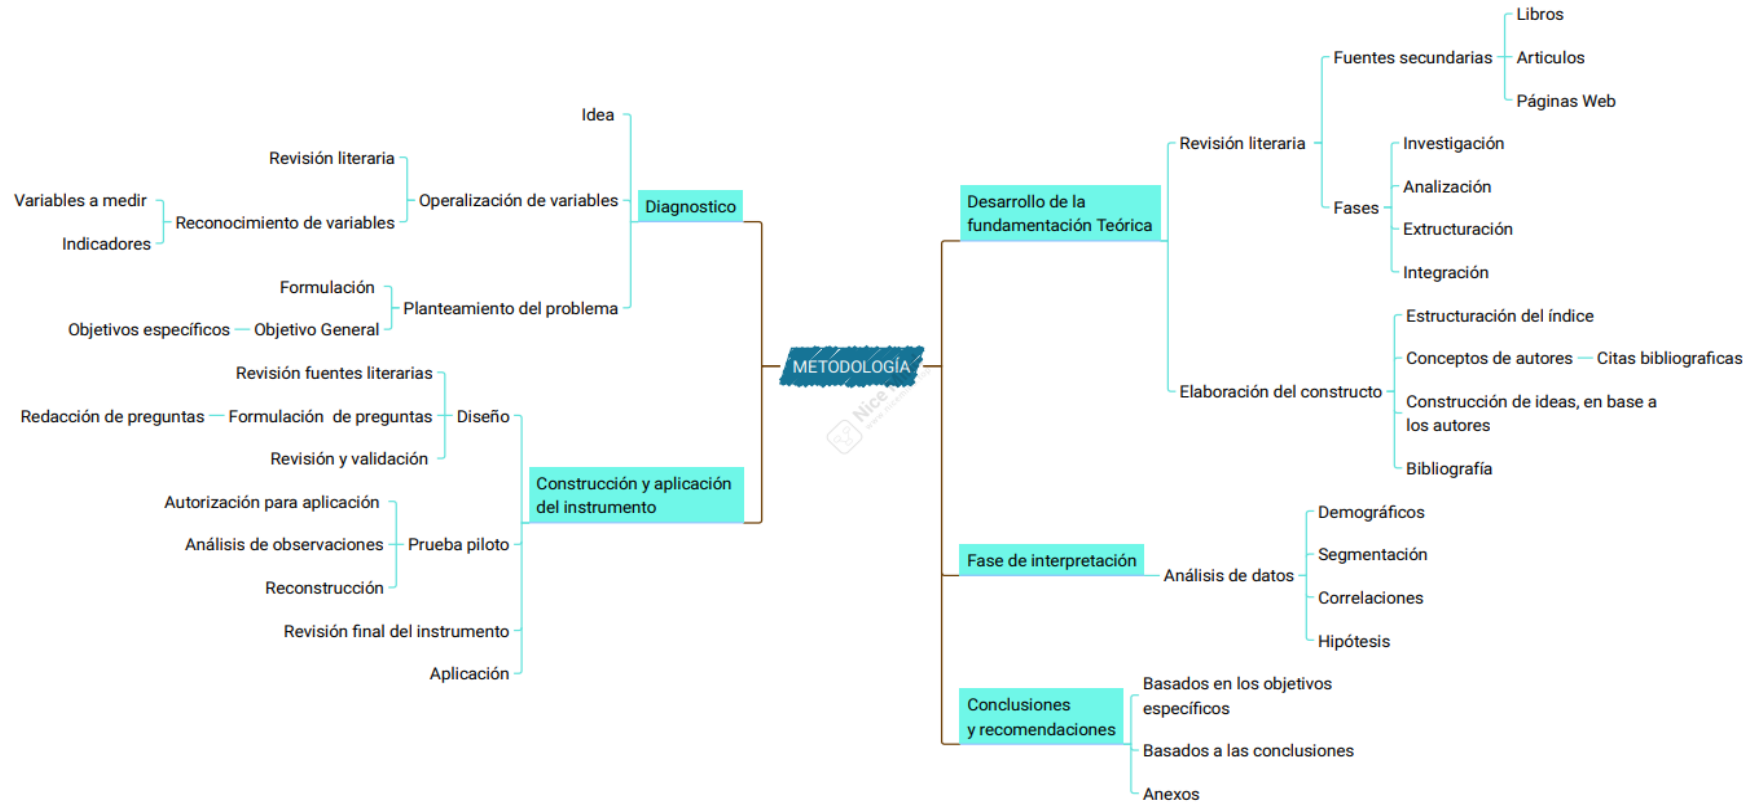 METODOLOGÍA
Diagnostico
Idea
Operalización de variables
Revisión literaria
Reconocimiento de variables
Variables a medir
Indicadores
Planteamiento del problema
Formulación
Objetivo General
Objetivos específicos
Construcción y aplicación
del instrumento
Diseño
Revisión fuentes literarias
Formulación de preguntas
Redacción de preguntas
Revisión y validación
Prueba piloto
Autorización para aplicación
Análisis de observaciones
Reconstrucción
Revisión final del instrumento
Aplicación
Desarrollo de la
fundamentación Teórica
Revisión literaria
Fuentes secundarias
Libros
Articulos
Páginas Web
Fases
Investigación
Analización
Extructuración
Integración
Elaboración del constructo
Estructuración del índice
Conceptos de autores
Citas bibliograficas
Construcción de ideas, en base a
los autores
Bibliografía
Fase de interpretación
Análisis de datos
Demográficos
Segmentación
Correlaciones
Hipótesis
Conclusiones
y recomendaciones
Basados en los objetivos
específicos
Basados a las conclusiones
Anexos
Nice